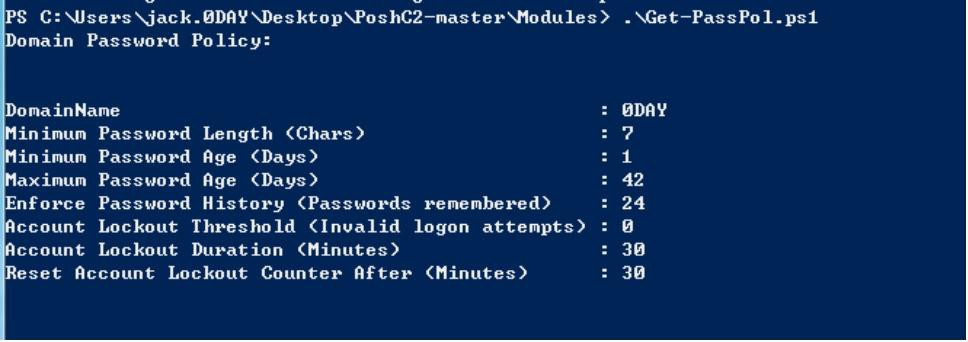 PS C:\Users\jack.0DAY\Desktop\PoshC2-master\Modules> .\Get-PassPol.ps1
Domain Password Policy:
DomainName : 0DAY
Minimum Password Length (Chars) : 7
Minimum Password Age (Days) : 1
Maximum Password Age (Days) : 42
Enforce Password History (Passwords remembered) : 24
Account Lockout Threshold (Invalid logon attempts) : 0
Account Lockout Duration (Minutes) : 30
Reset Account Lockout Counter After (Minutes) : 30